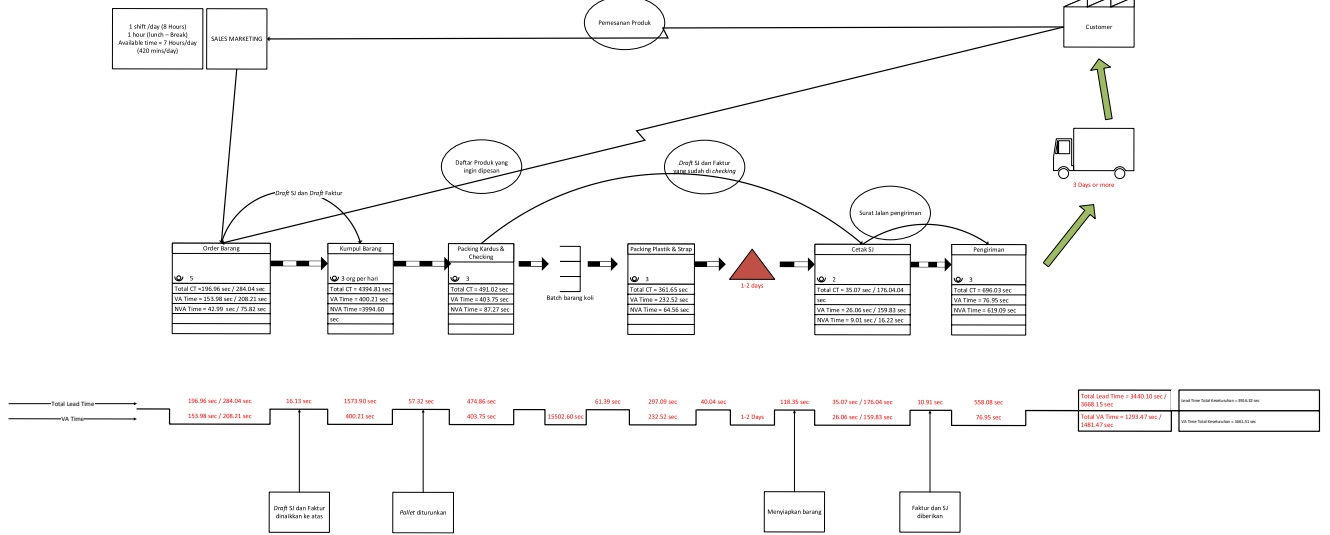 1 shift /day (8 Hours)
1 hour (lunch – Break)
Available time = 7 Hours/day
(420 mins/day)
SALES MARKETING
Pemesanan Produk
Customer
Daftar Produk yang
ingin dipesan
Draft SJ dan Faktur
yang sudah di checking
3 Days or more
Draft SJ dan Draft Faktur
Surat Jalan pengiriman
Order Barang
5
Total CT =196.96 sec / 284.04 sec
VA Time = 153.98 sec / 208.21 sec
NVA Time = 42.99 sec / 75.82 sec
Kumpul Barang
3 org per hari
Total CT = 4394.81 sec
VA Time = 400.21 sec
NVA Time =3994.60
sec
Packing Kardus &
Checking
3
Total CT = 491.02 sec
VA Time = 403.75 sec
NVA Time = 87.27 sec
Batch barang koli
Packing Plastik & Strap
3
Total CT = 361.65 sec
VA Time = 232.52 sec
NVA Time = 64.56 sec
1-2 days
Cetak SJ
2
Total CT = 35.07 sec / 176.04.04
sec
VA Time = 26.06 sec / 159.83 sec
NVA Time = 9.01 sec / 16.22 sec
Pengiriman
3
Total CT = 696.03 sec
VA Time = 76.95 sec
NVA Time = 619.09 sec
Total Lead Time
196.96 sec / 284.04 sec
16.13 sec
1573.90 sec
57.32 sec
474.86 sec
61.39 sec
297.09 sec
40.04 sec
118.35 sec
35.07 sec / 176.04 sec
10.91 sec
558.08 sec
VA Time
153.98 sec / 208.21 sec
400.21 sec
403.75 sec
15502.60 sec
232.52 sec
1-2 Days
26.06 sec / 159.83 sec
76.95 sec
Total Lead Time = 3440.10 sec /
3668.15 sec
Total VA Time = 1293.47 sec /
1481.47 sec
Draft SJ dan Faktur
dinaikkan ke atas
Pallet diturunkan
Menyiapkan barang
Faktur dan SJ
diberikan